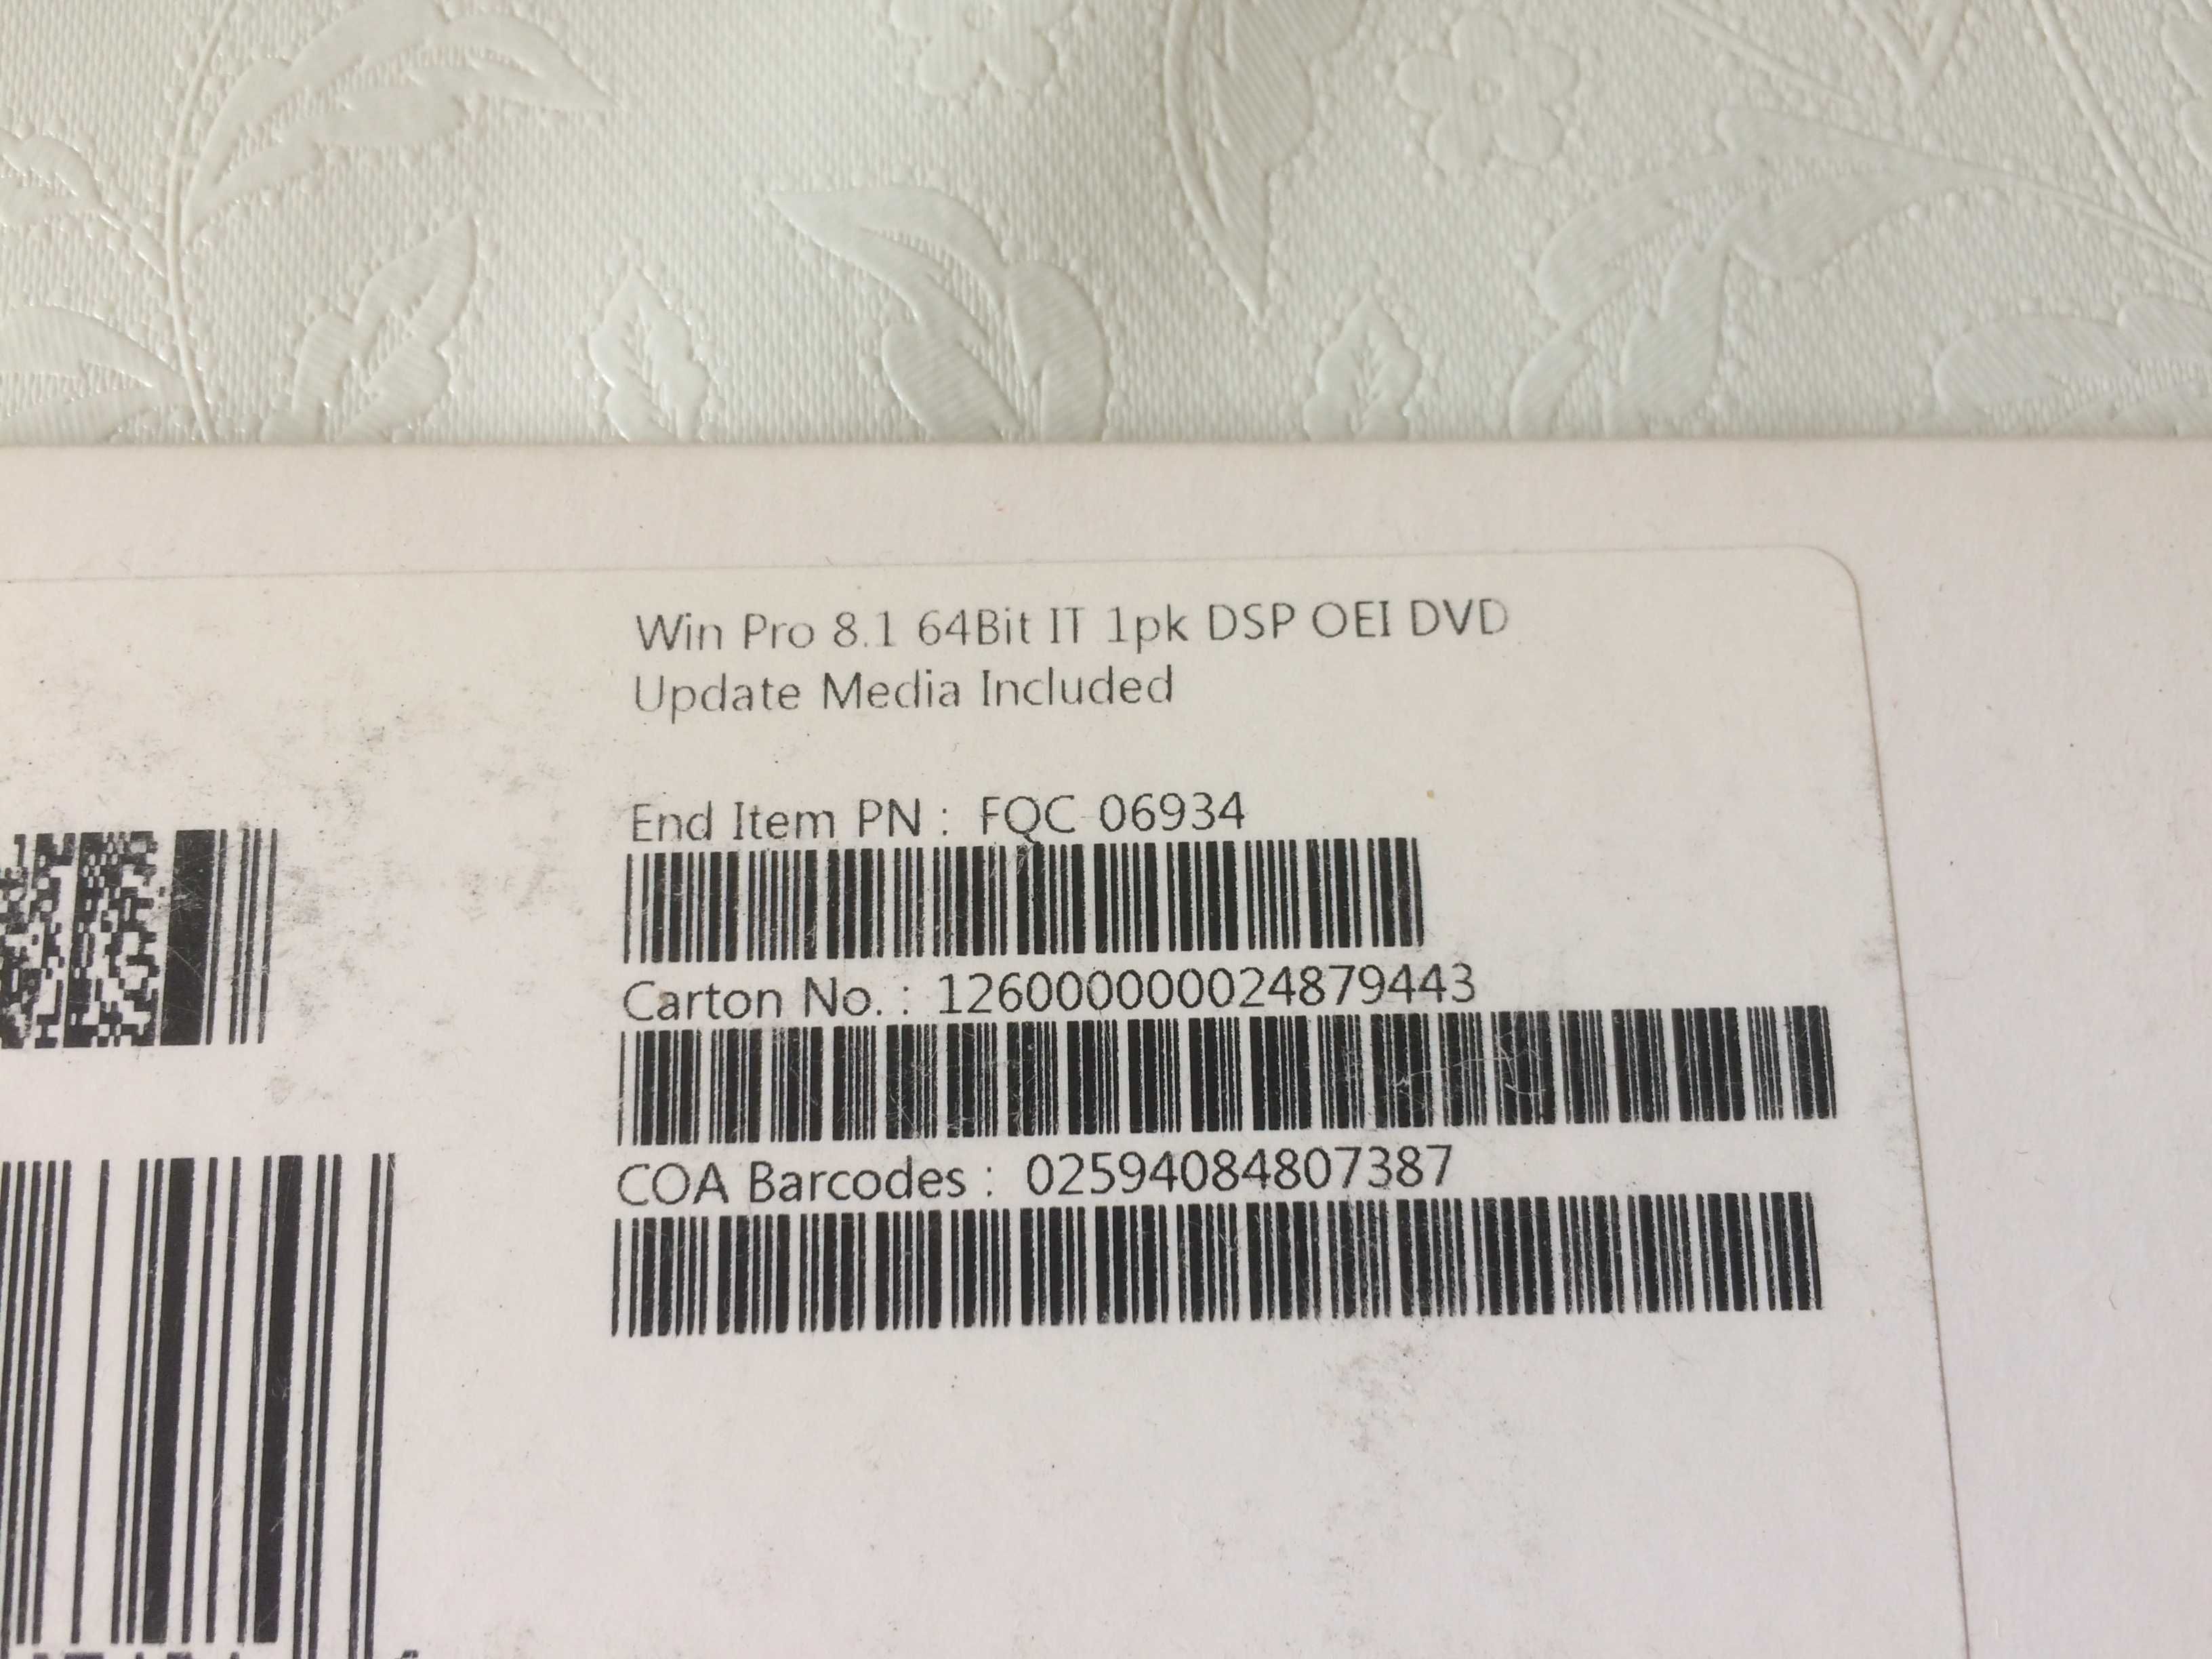 Win Pro 8.1 64Bit IT 1pk DSP OEI DVD
Update Media Included
End Item PN : FQC 06934
Carton No. : 126000000024879443
COA Barcodes : 02594084807387